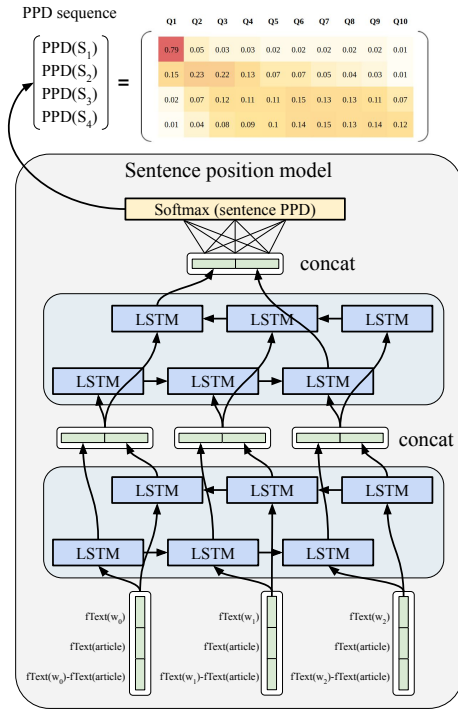 PPD sequence
Q1 Q2 Q3 Q4 Q5 Q6 Q7 Q8 Q9 Q10
PPD(S1) 0.79 0.05 0.03 0.03 0.02 0.02 0.02 0.02 0.02 0.01
PPD(S2) 0.15 0.23 0.22 0.13 0.07 0.07 0.05 0.04 0.03 0.01
=
PPD(S3) 0.02 0.07 0.12 0.11 0.11 0.15 0.13 0.13 0.11 0.07
PPD(S4) 0.01 0.04 0.08 0.09 0.1 0.14 0.15 0.13 0.14 0.12
Sentence position model
Softmax (sentence PPD)
concat
LSTM LSTM LSTM
LSTM LSTM LSTM
concat
LSTM LSTM LSTM
LSTM LSTM LSTM
fText(w0) fText(w1) fText(w2)
fText(article) fText(article) fText(article)
fText(w0)-fText(article) fText(w1)-fText(article) fText(w2)-fText(article)